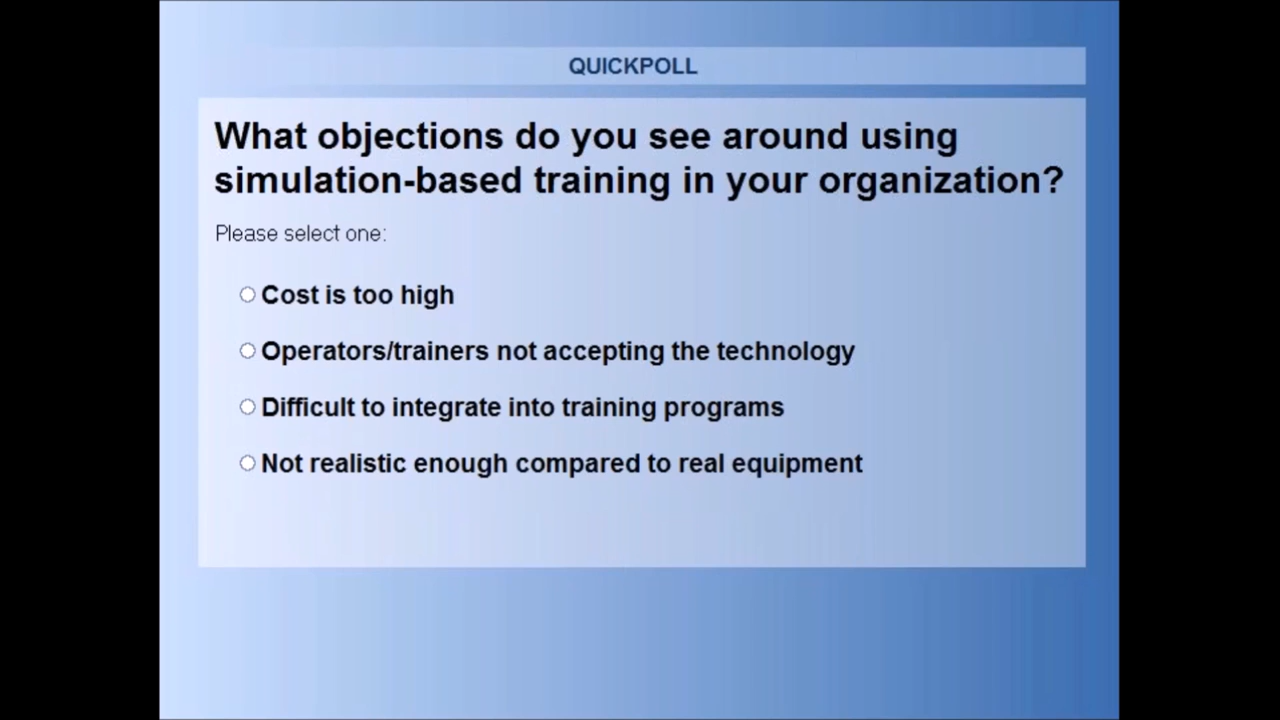 QUICKPOLL
What objections do you see around using
simulation-based training in your organization?
Please select one:
Cost is too high
Operators/trainers not accepting the technology
Difficult to integrate into training programs
Not realistic enough compared to real equipment